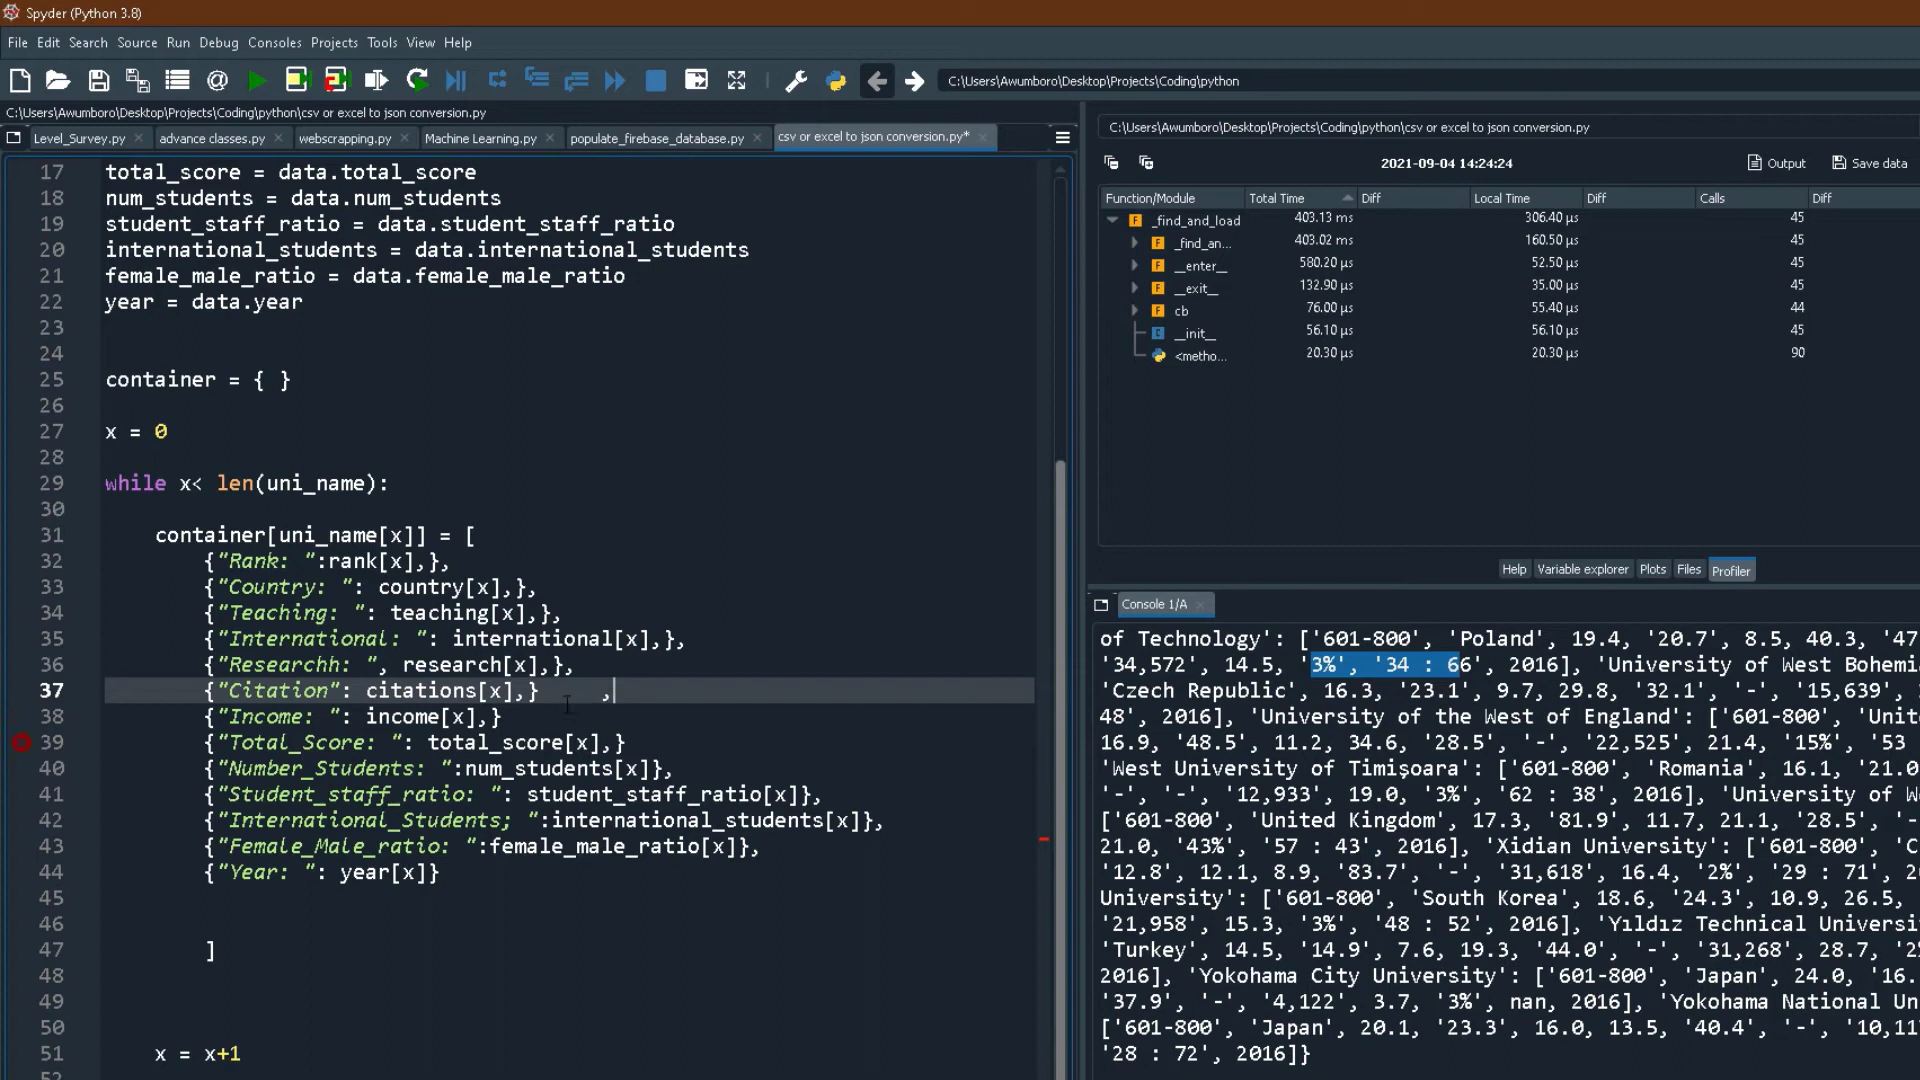 Spyder (Python 3.8)
File Edit Search Source Run Debug Consoles Projects Tools View Help
C:\Users\Awumboro\Desktop\Projects\Coding\python
C:\Users\Awumboro\Desktop\Projects\Coding\python\csv or excel to json conversion.py
Level_Survey.py
advance classes.py
webscrapping.py
Machine Learning.py
populate_firebase_database.py
csv or excel to json conversion.py*
17 total_score = data.total_score
18 num_students = data.num_students
19 student_staff_ratio = data.student_staff_ratio
20 international_students = data.international_students
21 female_male_ratio = data.female_male_ratio
22 year = data.year
23
24
25 container = { }
26
27 x = 0
28
29 while x< len(uni_name):
30
31 container[uni_name[x]] = [
32 {"Rank: ":rank[x],},
33 {"Country: ": country[x],},
34 {"Teaching: ": teaching[x],},
35 {"International: ": international[x],},
36 {"Researchh: ", research[x],},
37 {"Citation": citations[x],} ,
38 {"Income: ": income[x],}
39 {"Total_Score: ": total_score[x],}
40 {"Number_Students: ":num_students[x]},
41 {"Student_staff_ratio: ": student_staff_ratio[x]},
42 {"International_Students; ":international_students[x]},
43 {"Female_Male_ratio: ":female_male_ratio[x]},
44 {"Year: ": year[x]}
45
46
47 ]
48
49
50
51 x = x+1
C:\Users\Awumboro\Desktop\Projects\Coding\python\csv or excel to json conversion.py
2021-09-04 14:24:24
Output
Save data
Function/Module Total Time Diff Local Time Diff Calls Diff
_find_and_load 403.13 ms 306.40 µs 45
_find_an... 403.02 ms 160.50 µs 45
__enter__ 580.20 µs 52.50 µs 45
__exit__ 132.90 µs 35.00 µs 45
cb 76.00 µs 55.40 µs 44
__init__ 56.10 µs 56.10 µs 45
<metho... 20.30 µs 20.30 µs 90
Help Variable explorer Plots Files Profiler
Console 1/A
of Technology': ['601-800', 'Poland', 19.4, '20.7', 8.5, 40.3, '47
'34,572', 14.5, '3%', '34 : 66', 2016], 'University of West Bohemi
'Czech Republic', 16.3, '23.1', 9.7, 29.8, '32.1', '-', '15,639',
48', 2016], 'University of the West of England': ['601-800', 'Unit
16.9, '48.5', 11.2, 34.6, '28.5', '-', '22,525', 21.4, '15%', '53
'West University of Timişoara': ['601-800', 'Romania', 16.1, '21.0
'-', '-', '12,933', 19.0, '3%', '62 : 38', 2016], 'University of W
['601-800', 'United Kingdom', 17.3, '81.9', 11.7, 21.1, '28.5', '-
21.0, '43%', '57 : 43', 2016], 'Xidian University': ['601-800', 'C
'12.8', 12.1, 8.9, '83.7', '-', '31,618', 16.4, '2%', '29 : 71', 2
University': ['601-800', 'South Korea', 18.6, '24.3', 10.9, 26.5,
'21,958', 15.3, '3%', '48 : 52', 2016], 'Yıldız Technical Universi
'Turkey', 14.5, '14.9', 7.6, 19.3, '44.0', '-', '31,268', 28.7, '2
2016], 'Yokohama City University': ['601-800', 'Japan', 24.0, '16.
'37.9', '-', '4,122', 3.7, '3%', nan, 2016], 'Yokohama National Un
['601-800', 'Japan', 20.1, '23.3', 16.0, 13.5, '40.4', '-', '10,11
'28 : 72', 2016]}